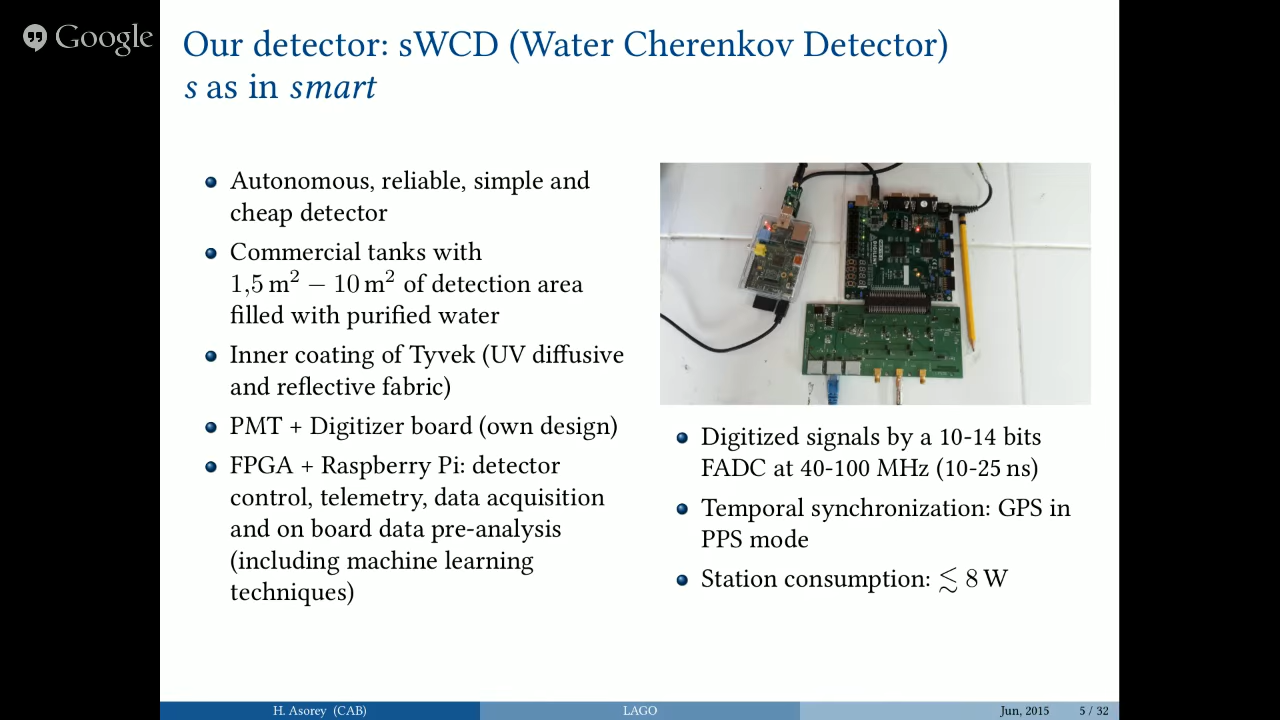 Google
Our detector: sWCD (Water Cherenkov Detector)
s as in smart
Autonomous, reliable, simple and
cheap detector
Commercial tanks with
1,5 m² − 10 m² of detection area
filled with purified water
Inner coating of Tyvek (UV diffusive
and reflective fabric)
PMT + Digitizer board (own design)
FPGA + Raspberry Pi: detector
control, telemetry, data acquisition
and on board data pre-analysis
(including machine learning
techniques)
Digitized signals by a 10-14 bits
FADC at 40-100 MHz (10-25 ns)
Temporal synchronization: GPS in
PPS mode
Station consumption: ≲ 8 W
H. Asorey (CAB)
LAGO
Jun, 2015
5 / 32